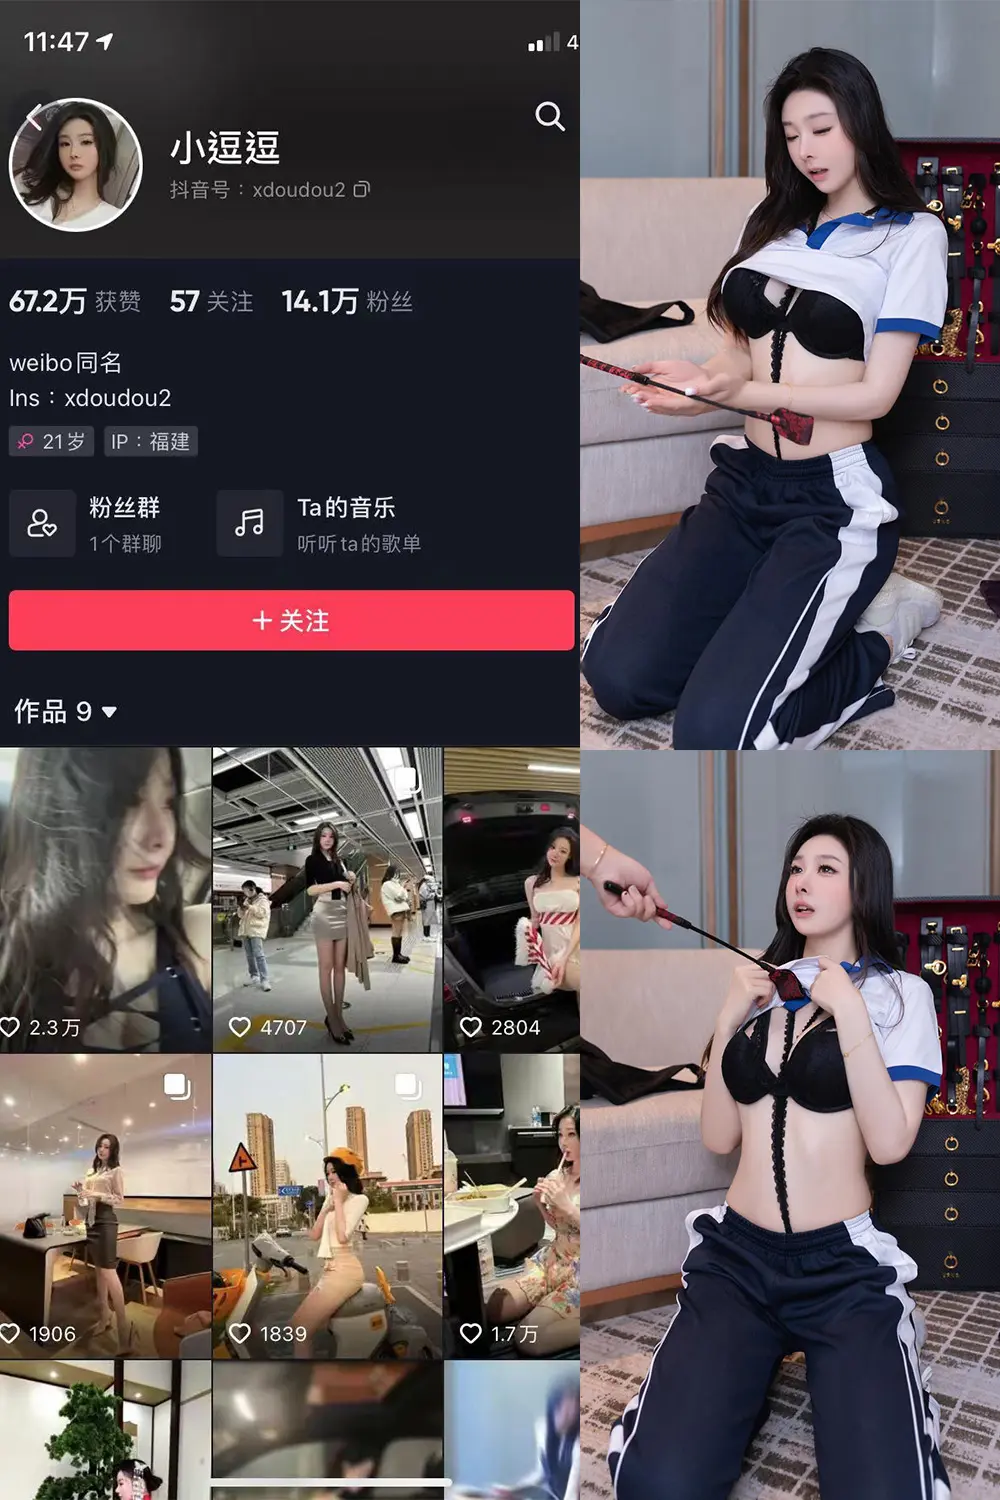 11:47
4
小逗逗
抖音号：xdoudou2
67.2万 获赞 57 关注 14.1万 粉丝
weibo同名
Ins：xdoudou2
21岁 IP：福建
粉丝群
1个群聊
Ta的音乐
听听ta的歌单
+ 关注
作品 9
2.3万
4707
2804
1906
1839
1.7万